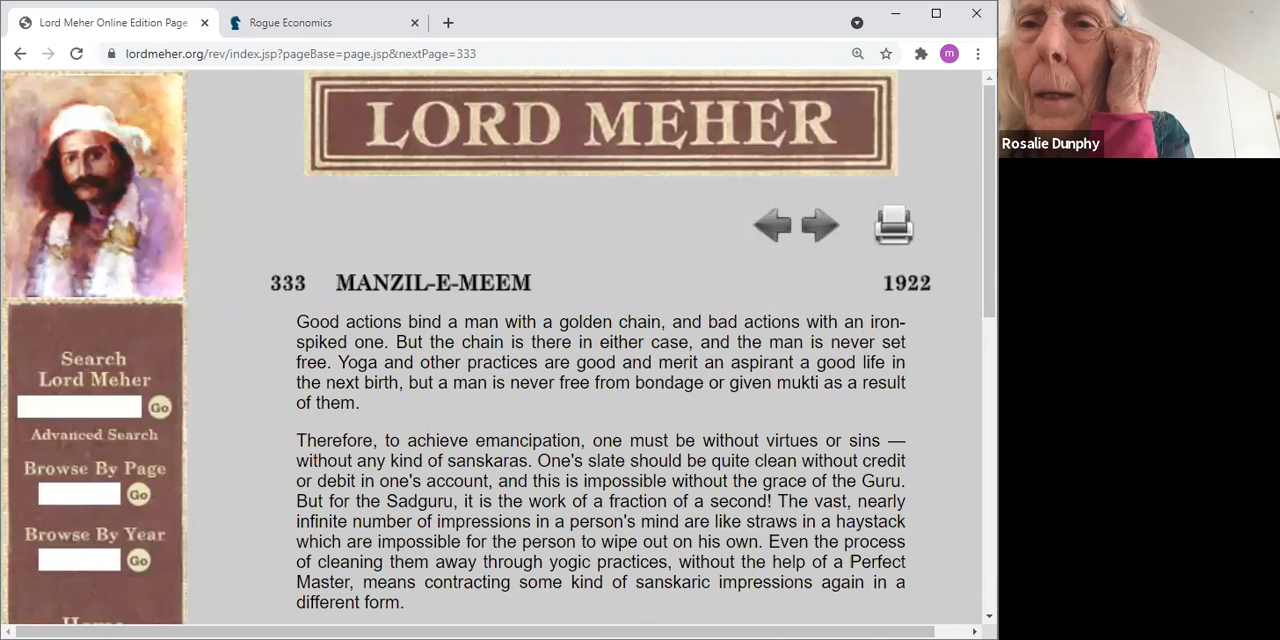 Lord Meher Online Edition Page
Rogue Economics
lordmeher.org/rev/index.jsp?pageBase=page.jsp&nextPage=333
m
LORD MEHER
333 MANZIL-E-MEEM 1922
Good actions bind a man with a golden chain, and bad actions with an iron-
spiked one. But the chain is there in either case, and the man is never set
free. Yoga and other practices are good and merit an aspirant a good life in
the next birth, but a man is never free from bondage or given mukti as a result
of them.
Therefore, to achieve emancipation, one must be without virtues or sins —
without any kind of sanskaras. One's slate should be quite clean without credit
or debit in one's account, and this is impossible without the grace of the Guru.
But for the Sadguru, it is the work of a fraction of a second! The vast, nearly
infinite number of impressions in a person's mind are like straws in a haystack
which are impossible for the person to wipe out on his own. Even the process
of cleaning them away through yogic practices, without the help of a Perfect
Master, means contracting some kind of sanskaric impressions again in a
different form.
Search
Lord Meher
Go
Advanced Search
Browse By Page
Go
Browse By Year
Go
Home
Rosalie Dunphy